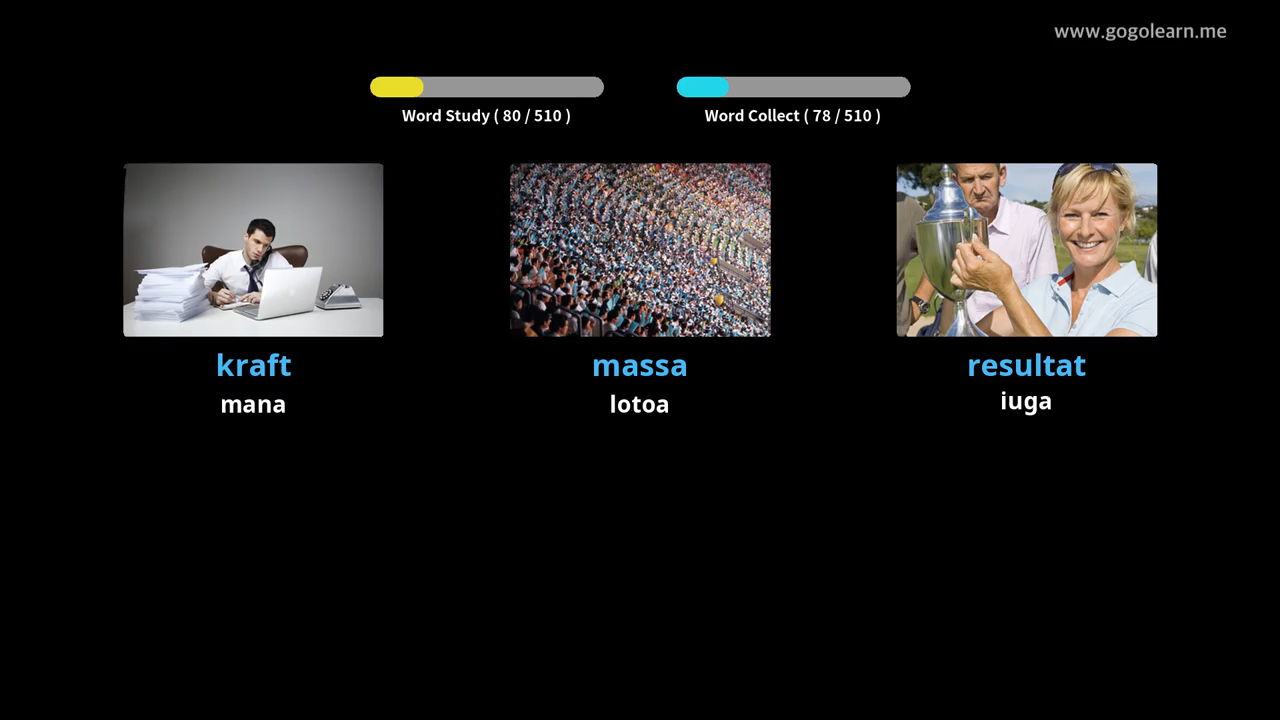 www.gogolearn.me
Word Study ( 80 / 510 )
Word Collect ( 78 / 510 )
kraft
mana
massa
lotoa
resultat
iuga